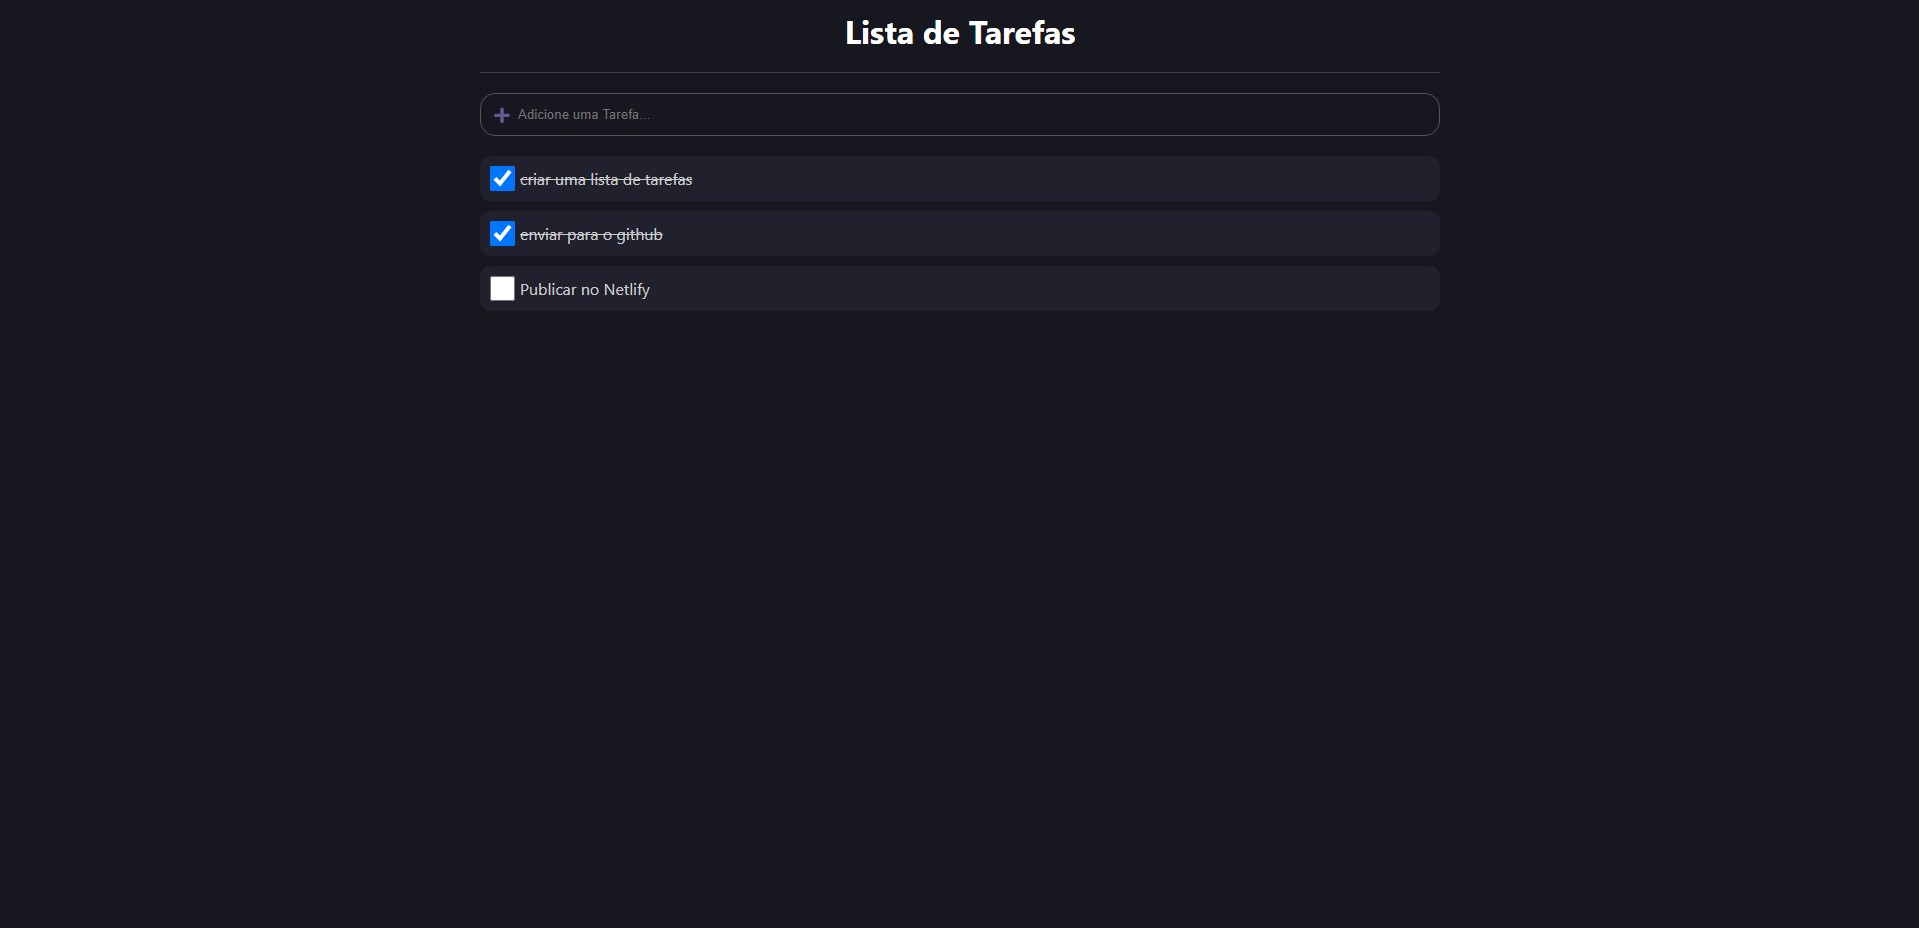 Lista de Tarefas
Adicione uma Tarefa...
criar uma lista de tarefas
enviar para o github
Publicar no Netlify